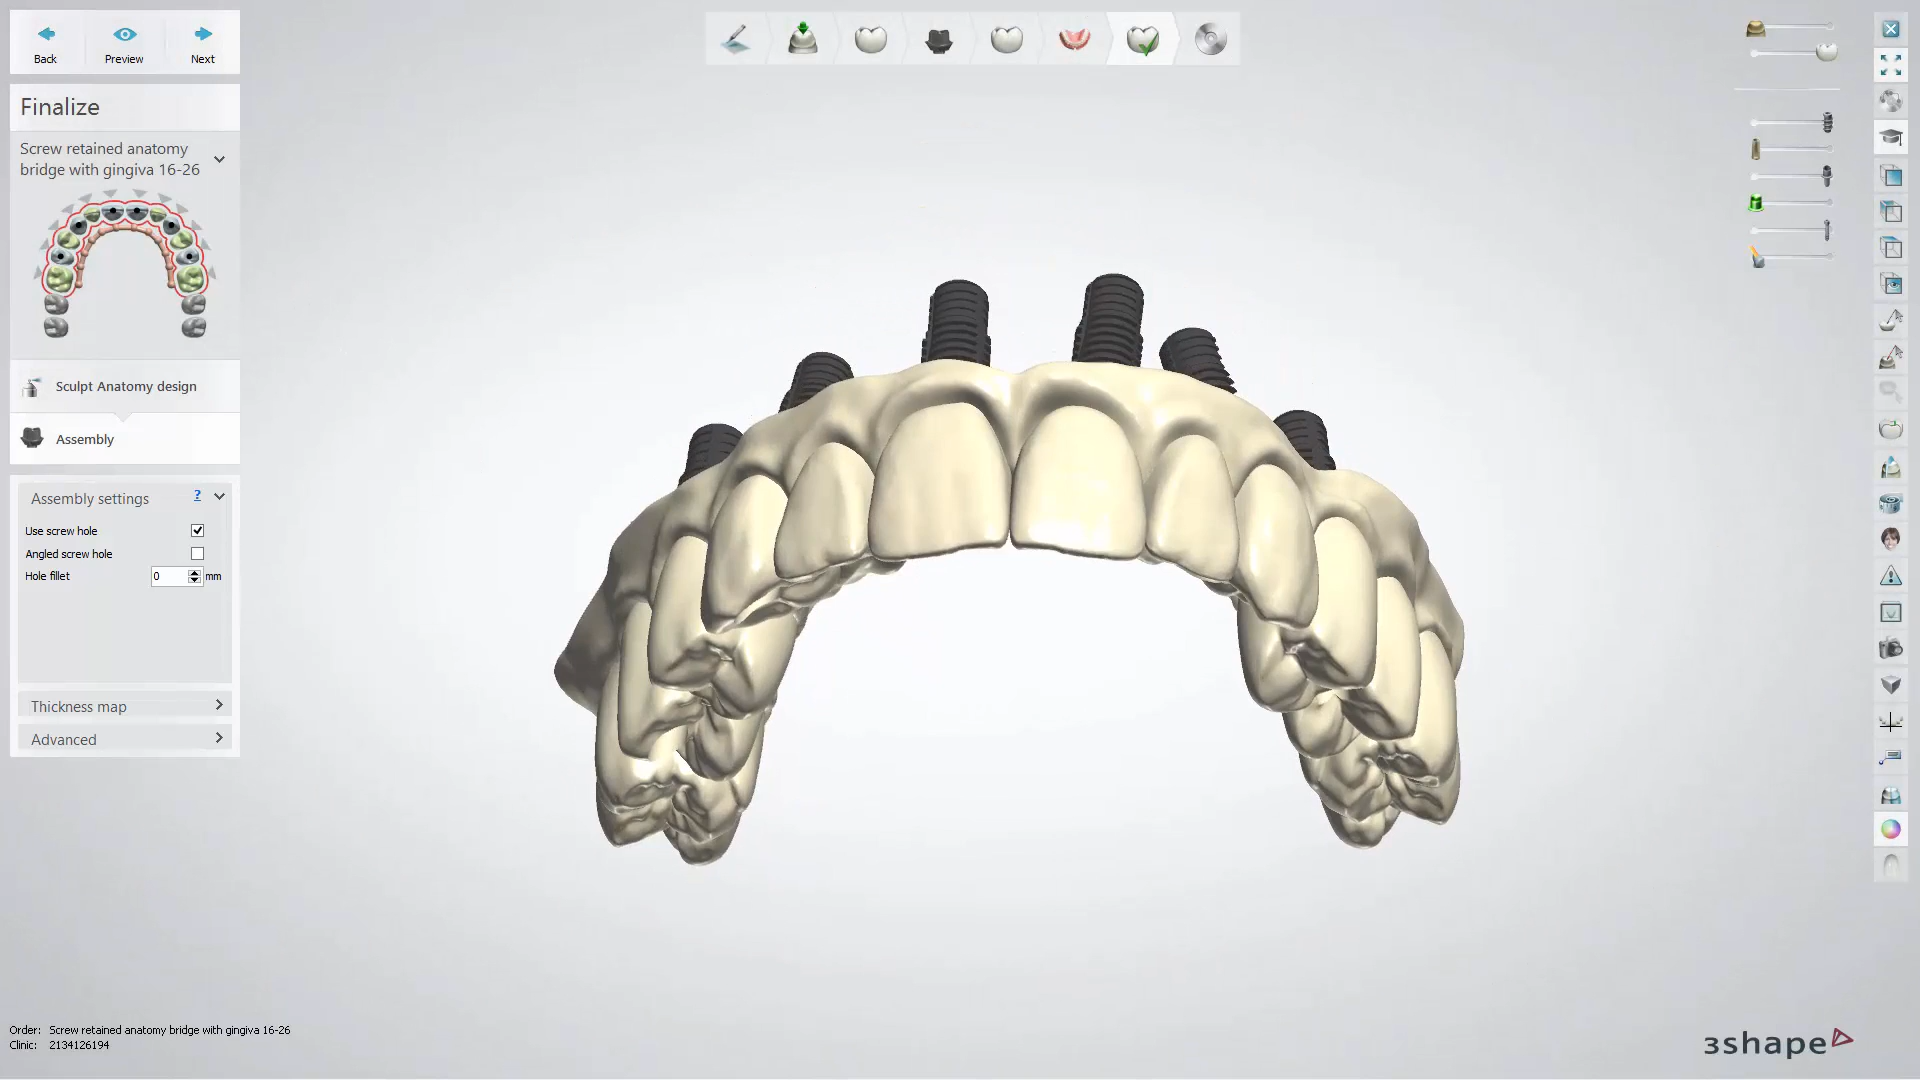 Back
Preview
Next
Finalize
Screw retained anatomy
bridge with gingiva 16-26
Sculpt Anatomy design
Assembly
Assembly settings ?
Use screw hole
Angled screw hole
Hole fillet 0 mm
Thickness map
Advanced
Order: Screw retained anatomy bridge with gingiva 16-26
Clinic: 2134126194
3shape